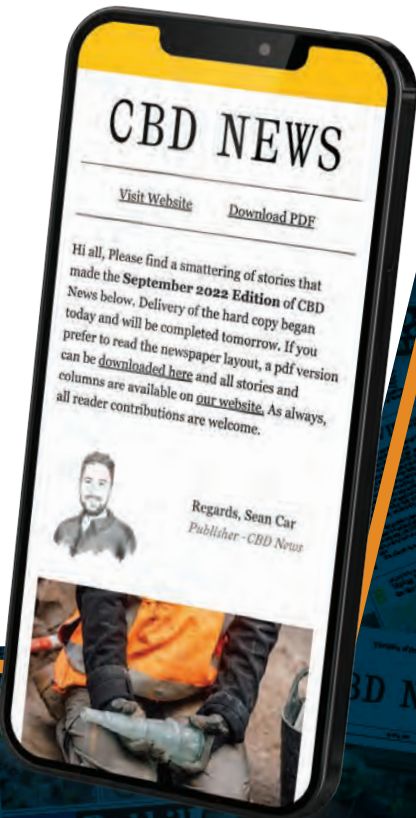 CBD NEWS
Visit Website Download PDF
Hi all, Please find a smattering of stories that
made the September 2022 Edition of CBD
News below. Delivery of the hard copy began
today and will be completed tomorrow. If you
prefer to read the newspaper layout, a pdf version
can be downloaded here and all stories and
columns are available on our website. As always,
all reader contributions are welcome.
Regards, Sean Car
Publisher - CBD News